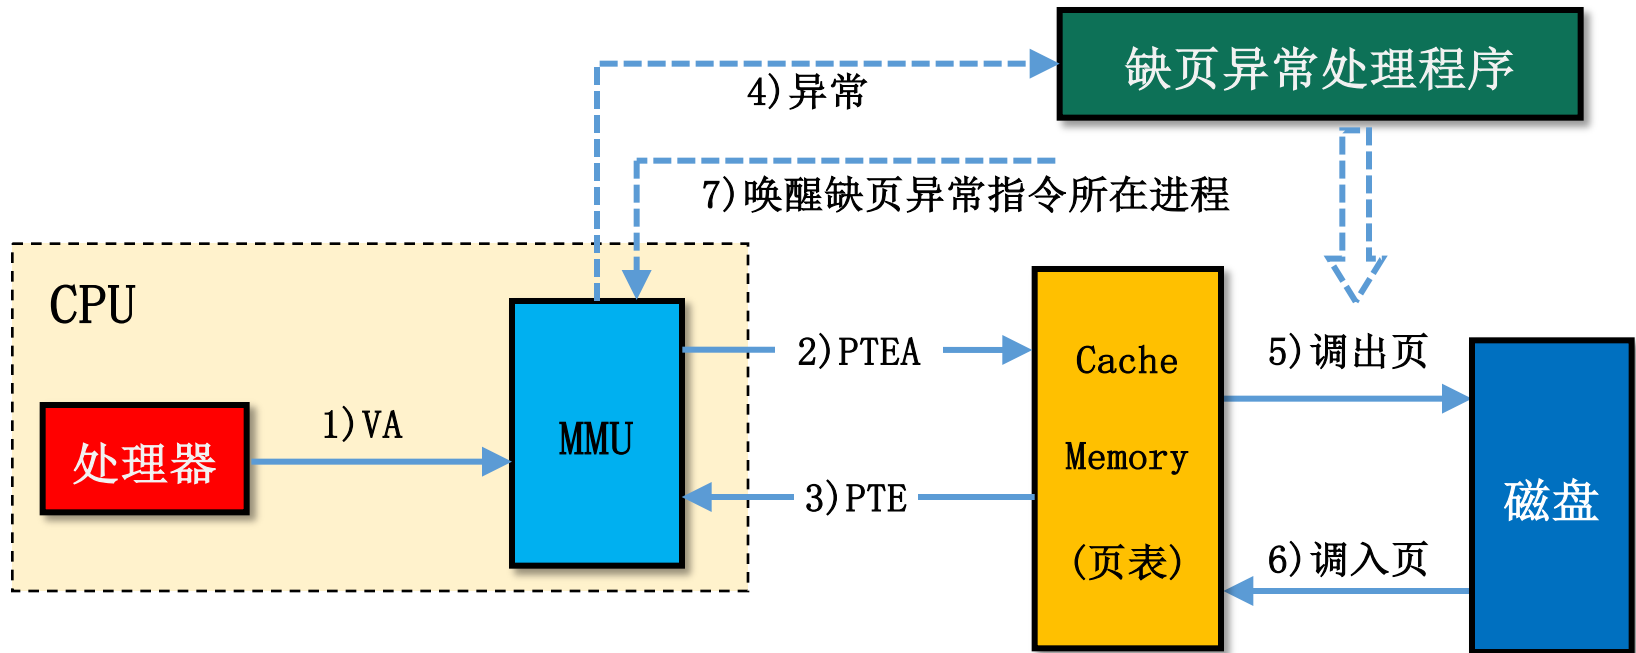 缺页异常处理程序
4)异常
7)唤醒缺页异常指令所在进程
CPU
处理器
1)VA
MMU
2)PTEA
3)PTE
Cache
Memory
(页表)
5)调出页
6)调入页
磁盘